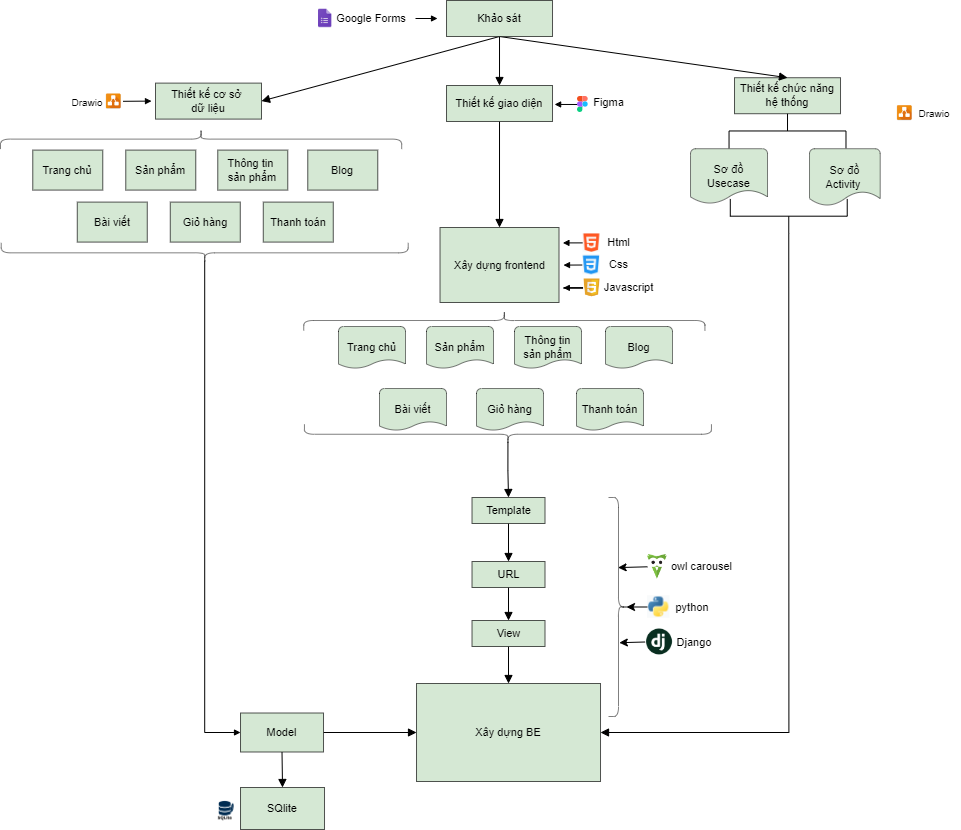 Google Forms
Khảo sát
Drawio
Thiết kế cơ sở
dữ liệu
Thiết kế giao diện
Figma
Thiết kế chức năng
hệ thống
Drawio
Trang chủ
Sản phẩm
Thông tin
sản phẩm
Blog
Bài viết
Giỏ hàng
Thanh toán
Sơ đồ
Usecase
Sơ đồ
Activity
Xây dựng frontend
Html
Css
Javascript
Trang chủ
Sản phẩm
Thông tin
sản phẩm
Blog
Bài viết
Giỏ hàng
Thanh toán
Template
URL
View
owl carousel
python
dj
Django
Model
Xây dựng BE
SQLite
SQlite